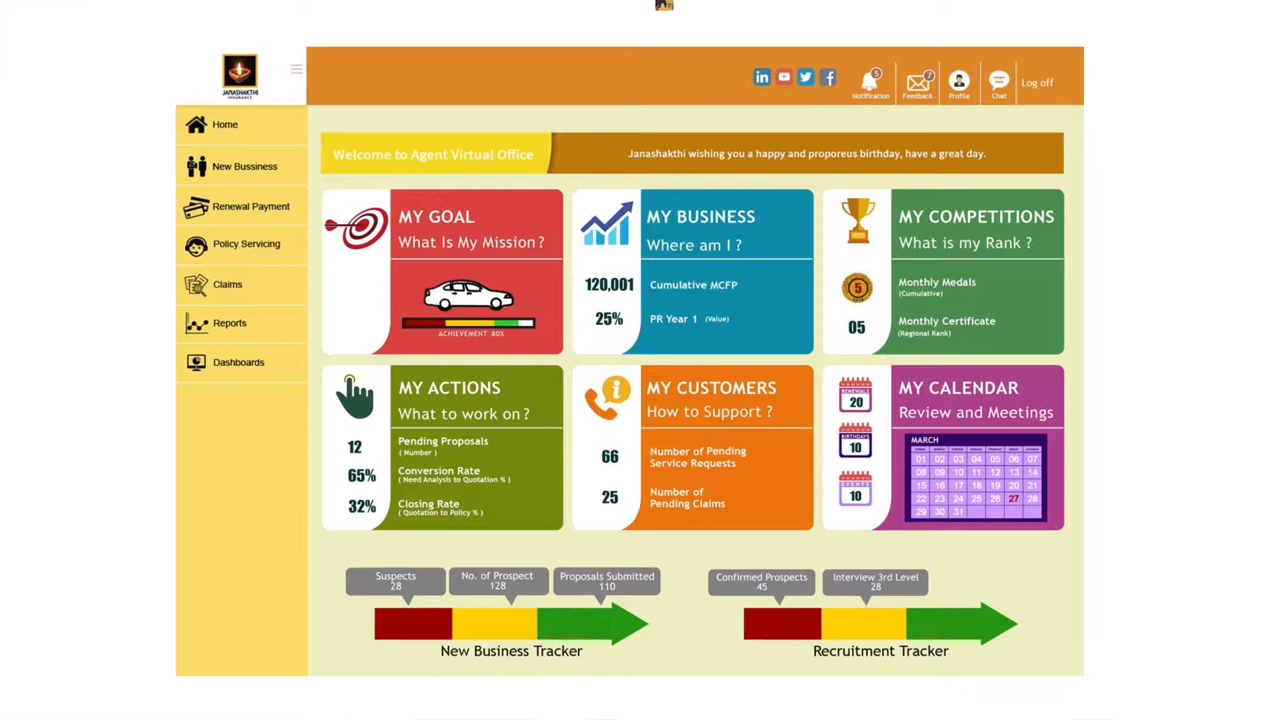 JANASHAKTHI
INSURANCE
5
Notification
7
Feedback
Profile
Chat
Log off
Home
New Bussiness
Renewal Payment
Policy Servicing
Claims
Reports
Dashboards
Welcome to Agent Virtual Office
Janashakthi wishing you a happy and proporeus birthday, have a great day.
MY GOAL
What Is My Mission ?
ACHIEVEMENT 80%
MY BUSINESS
Where am I ?
120,001 Cumulative MCFP
25% PR Year 1 (Value)
MY COMPETITIONS
What is my Rank ?
5
Monthly Medals
(Cumulative)
05 Monthly Certificate
(Regional Rank)
MY ACTIONS
What to work on ?
12 Pending Proposals
( Number )
65% Conversion Rate
( Need Analysis to Quotation % )
32% Closing Rate
( Quotation to Policy % )
MY CUSTOMERS
How to Support ?
66 Number of Pending
Service Requests
25 Number of
Pending Claims
MY CALENDAR
Review and Meetings
RENEWALS
20
BIRTHDAYS
10
EVENTS
10
MARCH
01 02 03 04 05 06 07
08 09 10 11 12 13 14
15 16 17 18 19 20 21
22 23 24 25 26 27 28
29 30 31
Suspects
28
No. of Prospect
128
Proposals Submitted
110
New Business Tracker
Confirmed Prospects
45
Interview 3rd Level
28
Recruitment Tracker